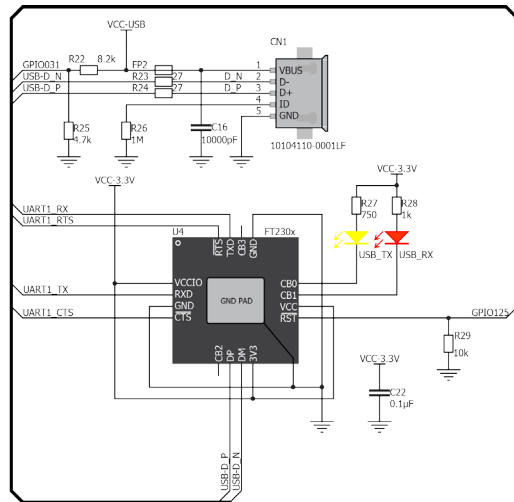 VCC-USB
CN1
GPIO031 R22 8.2k FP2 1 VBUS
USB-D_N R23 27 D_N 2 D-
USB-D_P R24 27 D_P 3 D+
4 ID
5 GND
R25 4.7k
R26 1M
C16 10000pF
10104110-0001LF
VCC-3.3V
VCC-3.3V
UART1_RX
UART1_RTS
R27 750
R28 1k
U4 FT230x
RTS TXD CB3 GND
USB_TX USB_RX
VCCIO
RXD
GND
CTS
GND PAD
CB0
CB1
VCC
RST
UART1_TX
UART1_CTS
GPIO125
R29 10k
CB2 DP DM 3V3
VCC-3.3V
C22 0.1µF
USB-D_P
USB-D_N